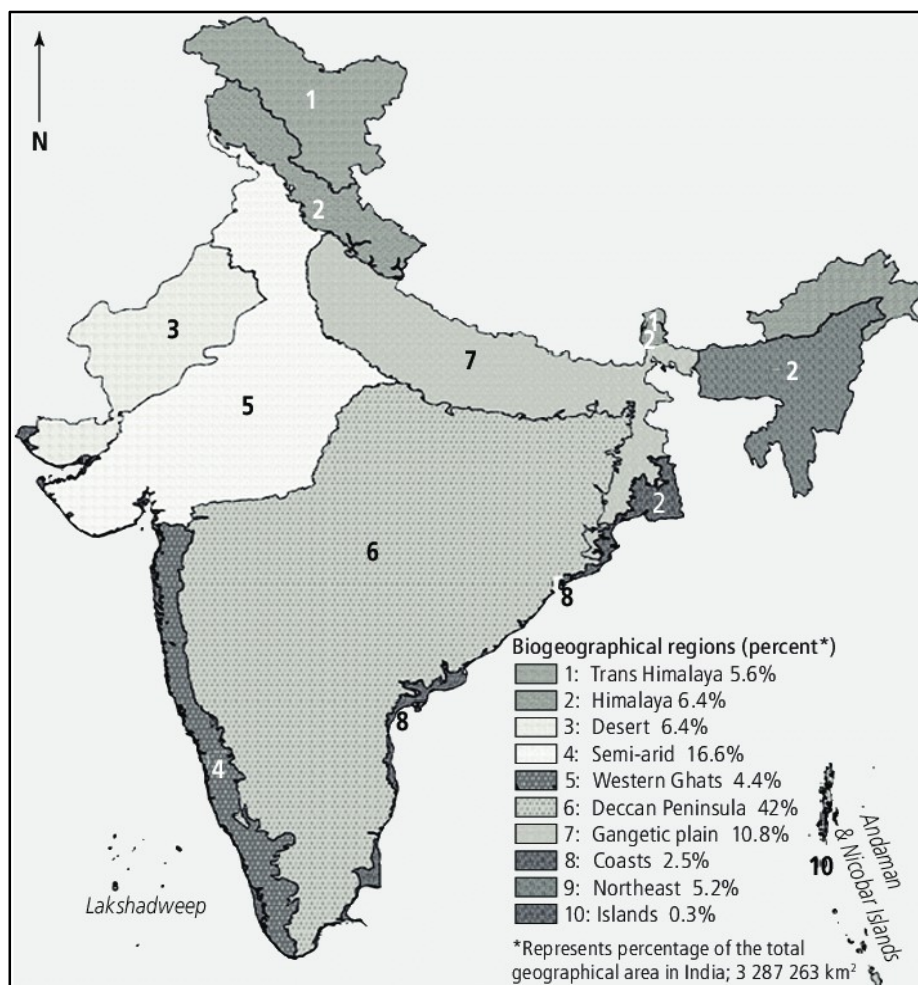 N
1
2
3
5
7
1
2
2
2
6
8
8
4
Lakshadweep
10
Andaman
& Nicobar Islands
Biogeographical regions (percent*)
1: Trans Himalaya 5.6%
2: Himalaya 6.4%
3: Desert 6.4%
4: Semi-arid 16.6%
5: Western Ghats 4.4%
6: Deccan Peninsula 42%
7: Gangetic plain 10.8%
8: Coasts 2.5%
9: Northeast 5.2%
10: Islands 0.3%
*Represents percentage of the total
geographical area in India; 3 287 263 km²